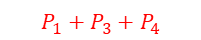 P₁ + P₃ + P₄